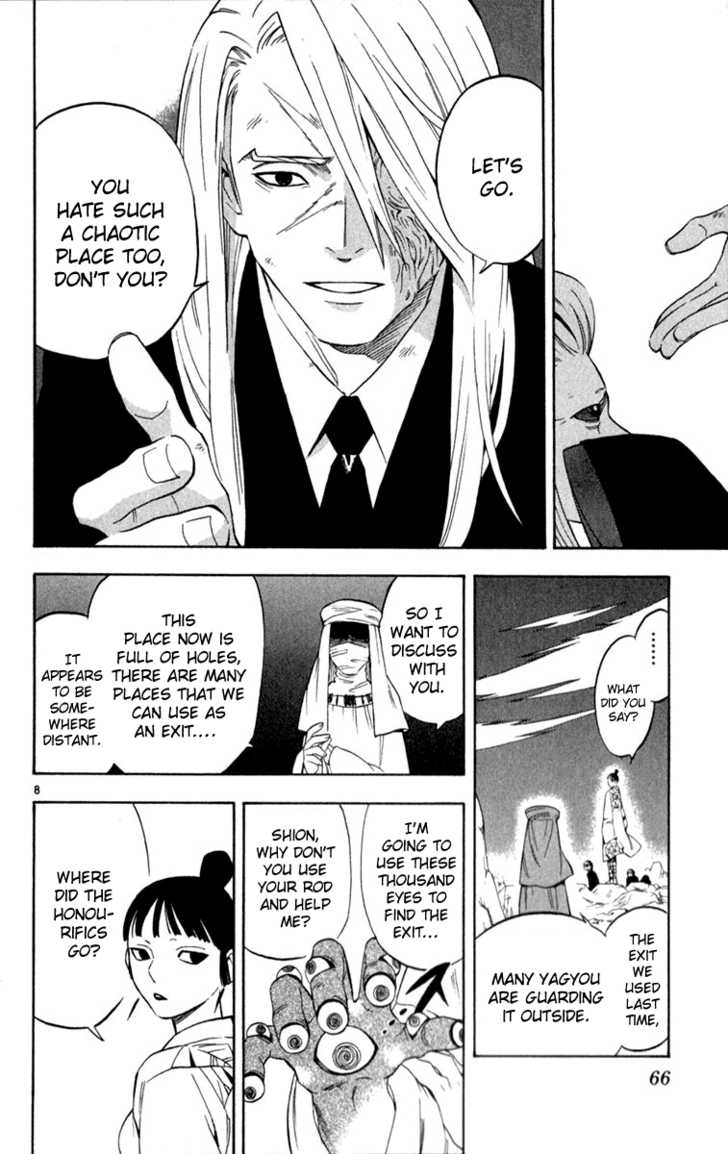 LET'S
GO.
YOU
HATE SUCH
A CHAOTIC
PLACE TOO,
DON'T YOU?
V
........
WHAT
DID YOU
SAY?
THE
EXIT WE
USED
LAST
TIME,
MANY YAGYOU
ARE GUARDING
IT OUTSIDE.
SO I
WANT TO
DISCUSS
WITH
YOU.
THIS
PLACE NOW IS
FULL OF HOLES,
THERE ARE MANY
PLACES THAT WE
CAN USE AS
AN EXIT....
IT
APPEARS
TO BE
SOME-
WHERE
DISTANT.
8
I'M
GOING TO
USE THESE
THOUSAND
EYES TO
FIND THE
EXIT...
SHION,
WHY DON'T
YOU USE
YOUR ROD
AND HELP
ME?
WHERE
DID THE
HONOU-
RIFICS
GO?
66